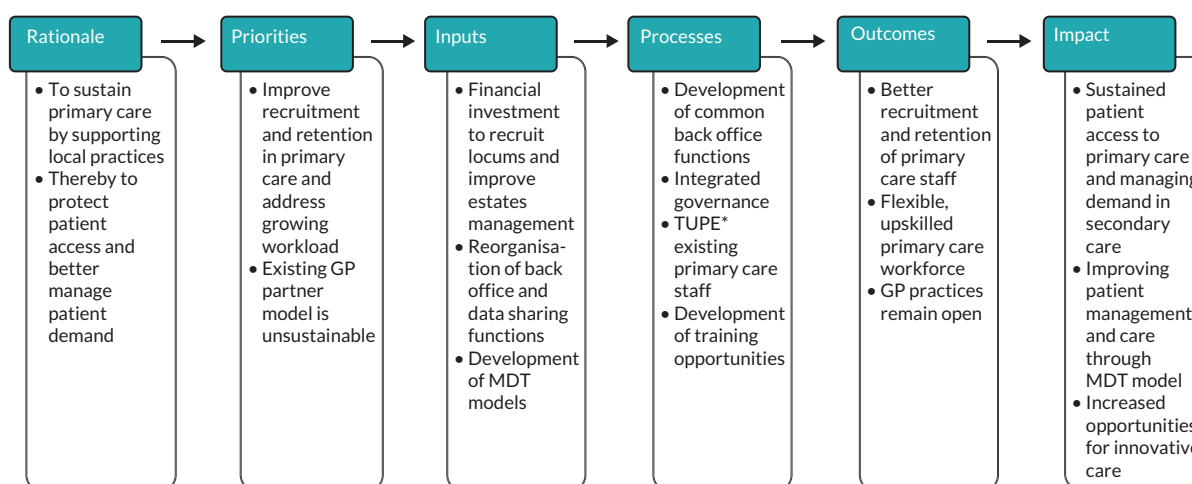 Rationale
• To sustain
primary care
by supporting
local practices
• Thereby to
protect
patient
access and
better
manage
patient
demand
Priorities
• Improve
recruitment
and retention
in primary
care and
address
growing
workload
• Existing GP
partner
model is
unsustainable
Inputs
• Financial
investment
to recruit
locums and
improve
estates
management
• Reorganisa-
tion of back
office and
data sharing
functions
• Development
of MDT
models
Processes
• Development
of common
back office
functions
• Integrated
governance
• TUPE*
existing
primary care
staff
• Development
of training
opportunities
Outcomes
• Better
recruitment
and retention
of primary
care staff
• Flexible,
upskilled
primary care
workforce
• GP practices
remain open
Impact
• Sustained
patient
access to
primary care
and managing
demand in
secondary
care
• Improving
patient
management
and care
through
MDT model
• Increased
opportunities
for innovative
care